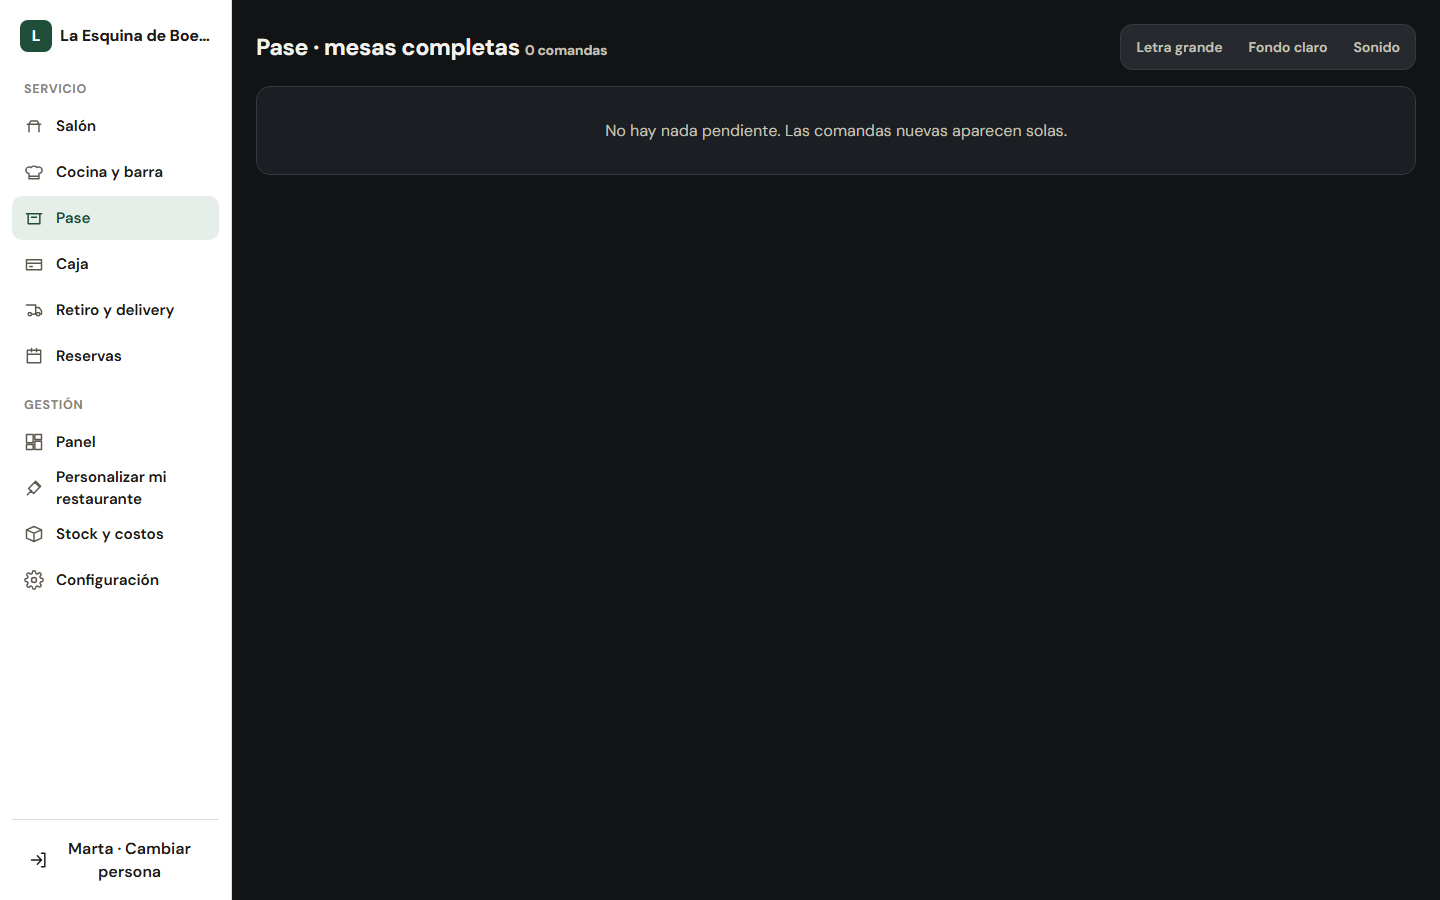 L
La Esquina de Boe...
SERVICIO
Salón
Cocina y barra
Pase
Caja
Retiro y delivery
Reservas
GESTIÓN
Panel
Personalizar mi
restaurante
Stock y costos
Configuración
Marta · Cambiar
persona
Pase · mesas completas 0 comandas
Letra grande Fondo claro Sonido
No hay nada pendiente. Las comandas nuevas aparecen solas.